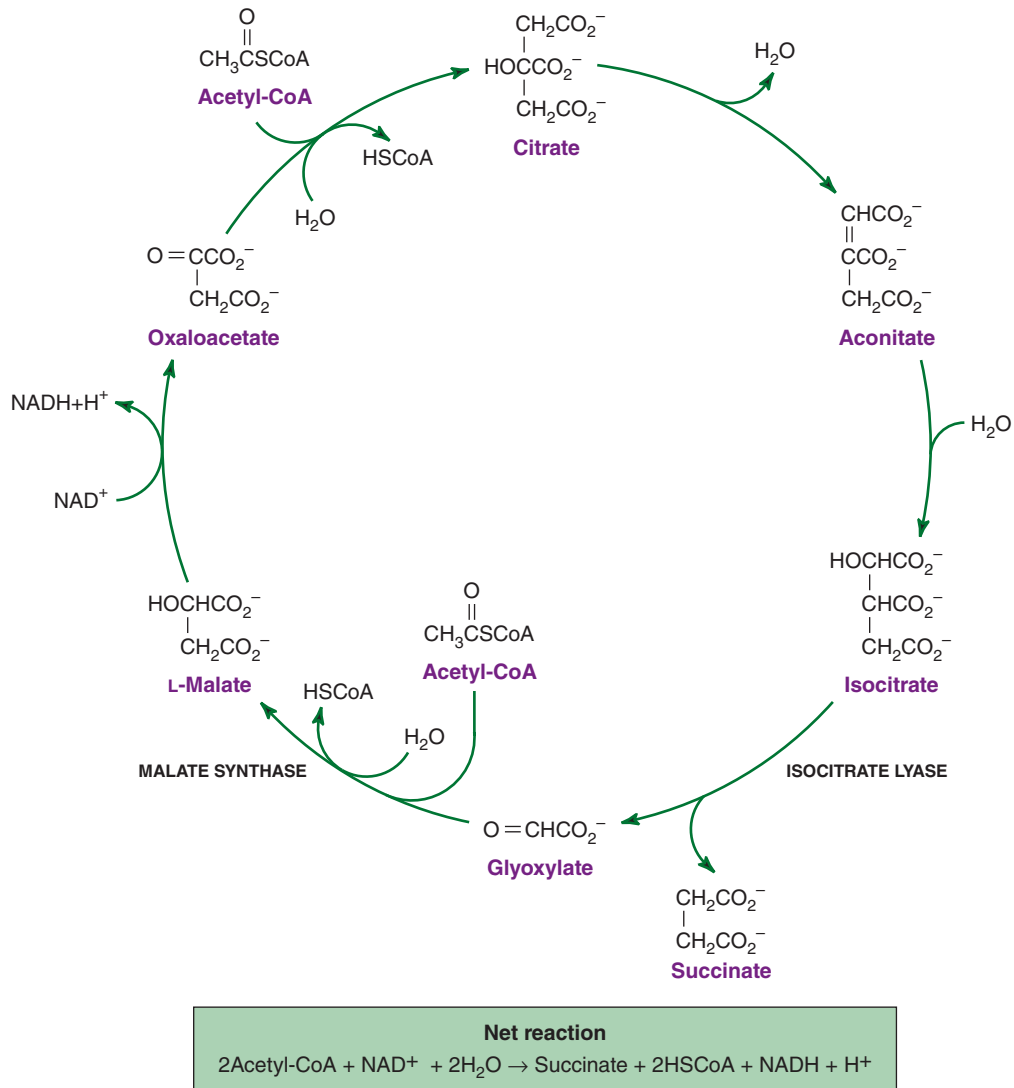 O
||
CH₃CSCoA
Acetyl-CoA
HSCoA
H₂O
CH₂CO₂⁻
HOCCO₂⁻
CH₂CO₂⁻
Citrate
H₂O
CHCO₂⁻
||
CCO₂⁻
CH₂CO₂⁻
Aconitate
H₂O
HOCHCO₂⁻
CHCO₂⁻
CH₂CO₂⁻
Isocitrate
ISOCITRATE LYASE
CH₂CO₂⁻
CH₂CO₂⁻
Succinate
O=CHCO₂⁻
Glyoxylate
O
||
CH₃CSCoA
Acetyl-CoA
H₂O
HSCoA
MALATE SYNTHASE
HOCHCO₂⁻
CH₂CO₂⁻
L-Malate
NAD⁺
NADH+H⁺
O=CCO₂⁻
CH₂CO₂⁻
Oxaloacetate
Net reaction
2Acetyl-CoA + NAD⁺ + 2H₂O → Succinate + 2HSCoA + NADH + H⁺